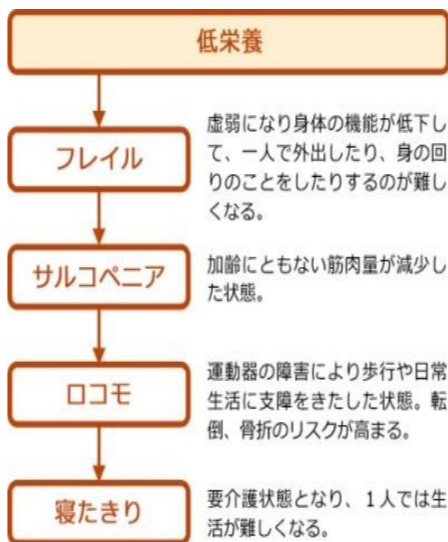 低栄養
フレイル
虚弱になり身体の機能が低下し
て、一人で外出したり、身の回
りのことをしたりするのが難し
くなる。
サルコペニア
加齢にともない筋肉量が減少し
た状態。
ロコモ
運動器の障害により歩行や日常
生活に支障をきたした状態。転
倒、骨折のリスクが高まる。
寝たきり
要介護状態となり、１人では生
活が難しくなる。